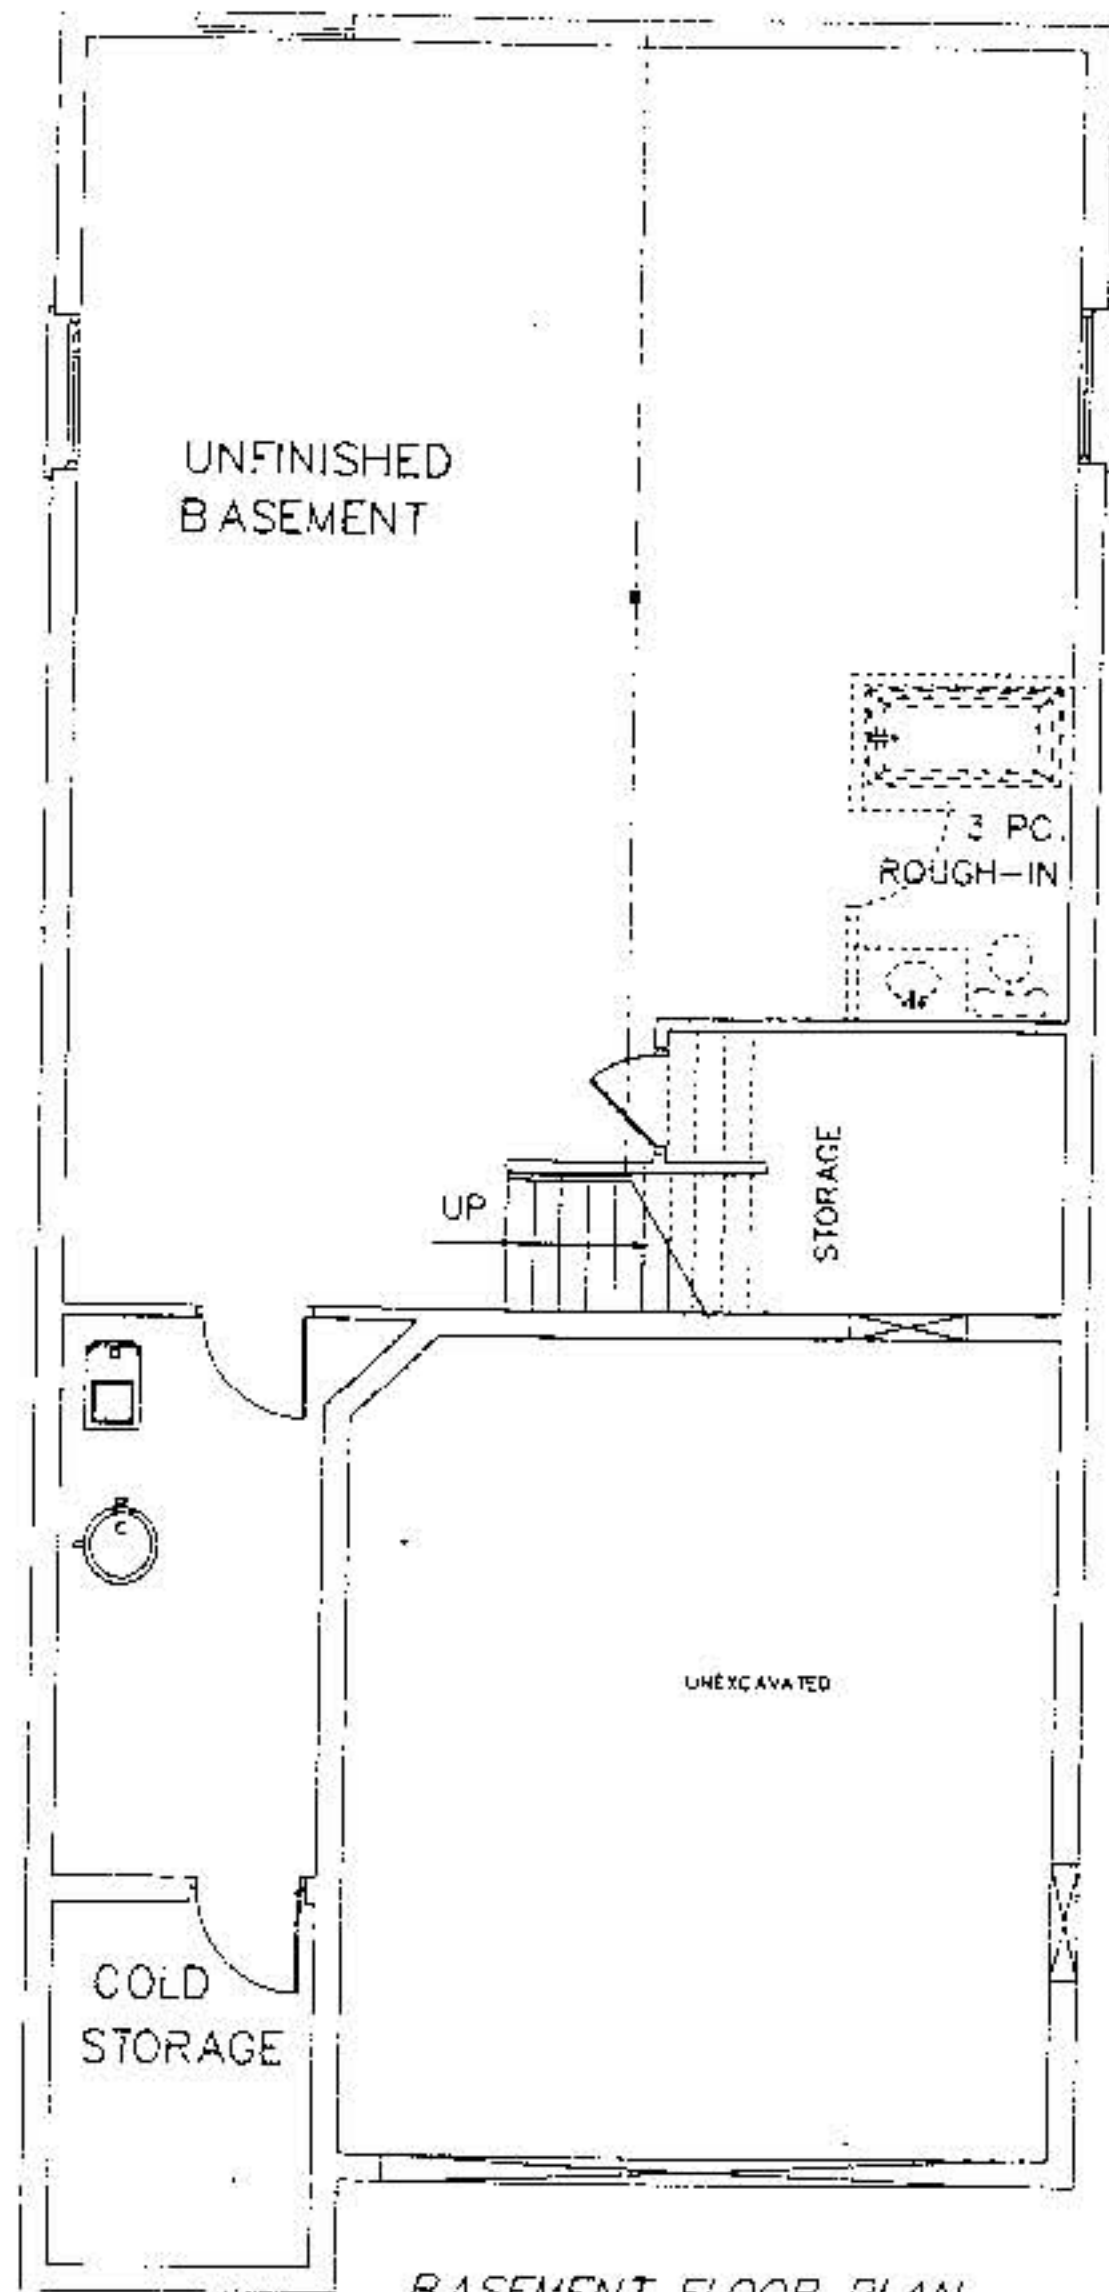 UNFINISHED
BASEMENT
3 PC
ROUGH-IN
STORAGE
UP
UNEXCAVATED
COLD
STORAGE
BASEMENT FLOOR PLAN